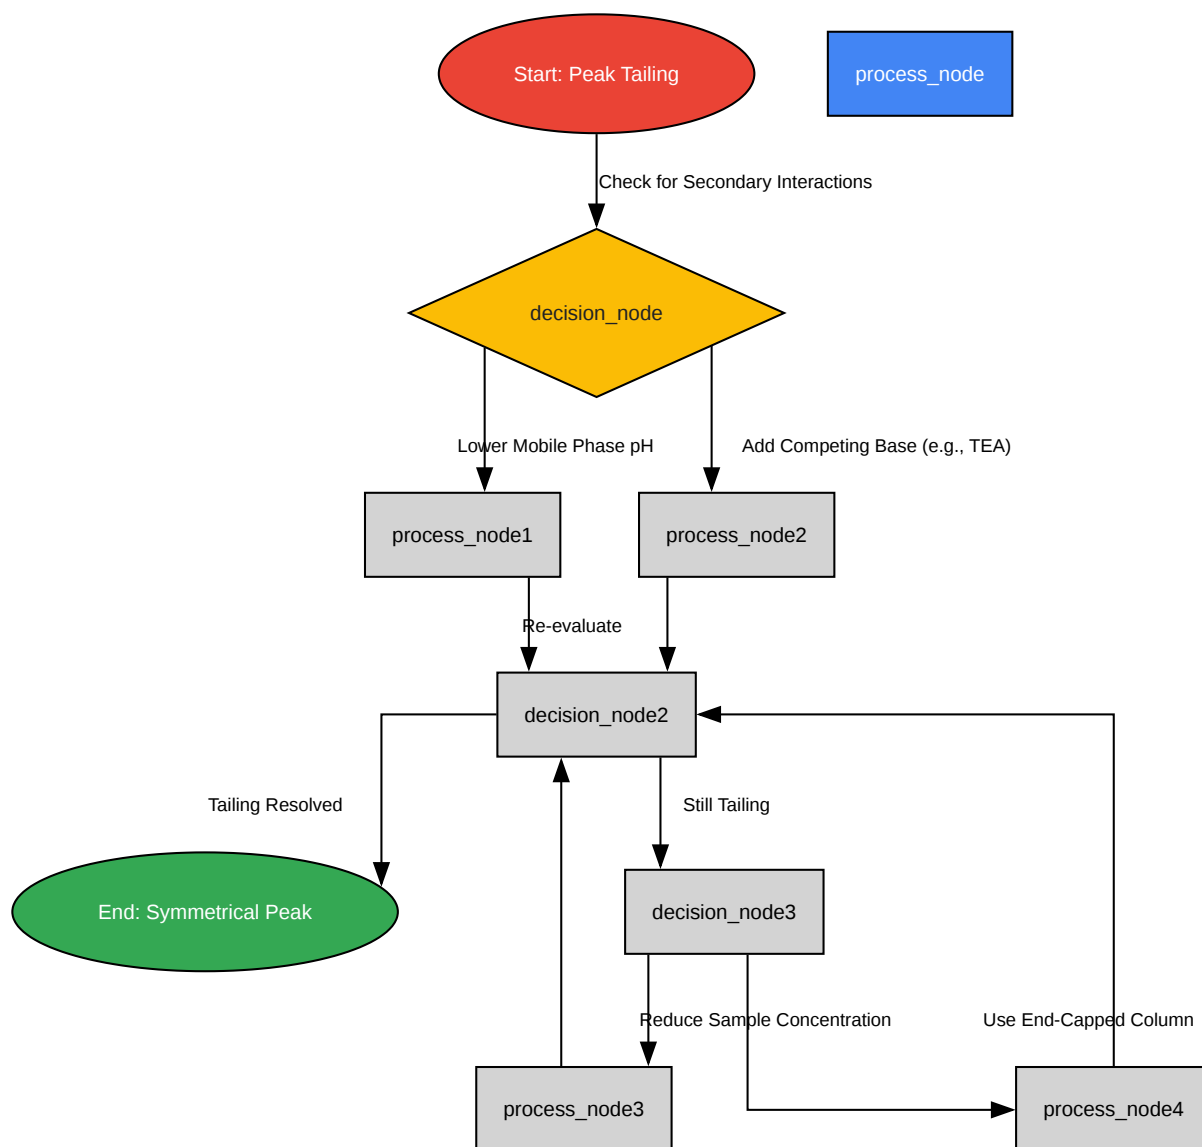 Start: Peak Tailing
process_node
Check for Secondary Interactions
decision_node
Lower Mobile Phase pH
Add Competing Base (e.g., TEA)
process_node1
process_node2
Re-evaluate
decision_node2
Tailing Resolved
Still Tailing
End: Symmetrical Peak
decision_node3
Reduce Sample Concentration
Use End-Capped Column
process_node3
process_node4